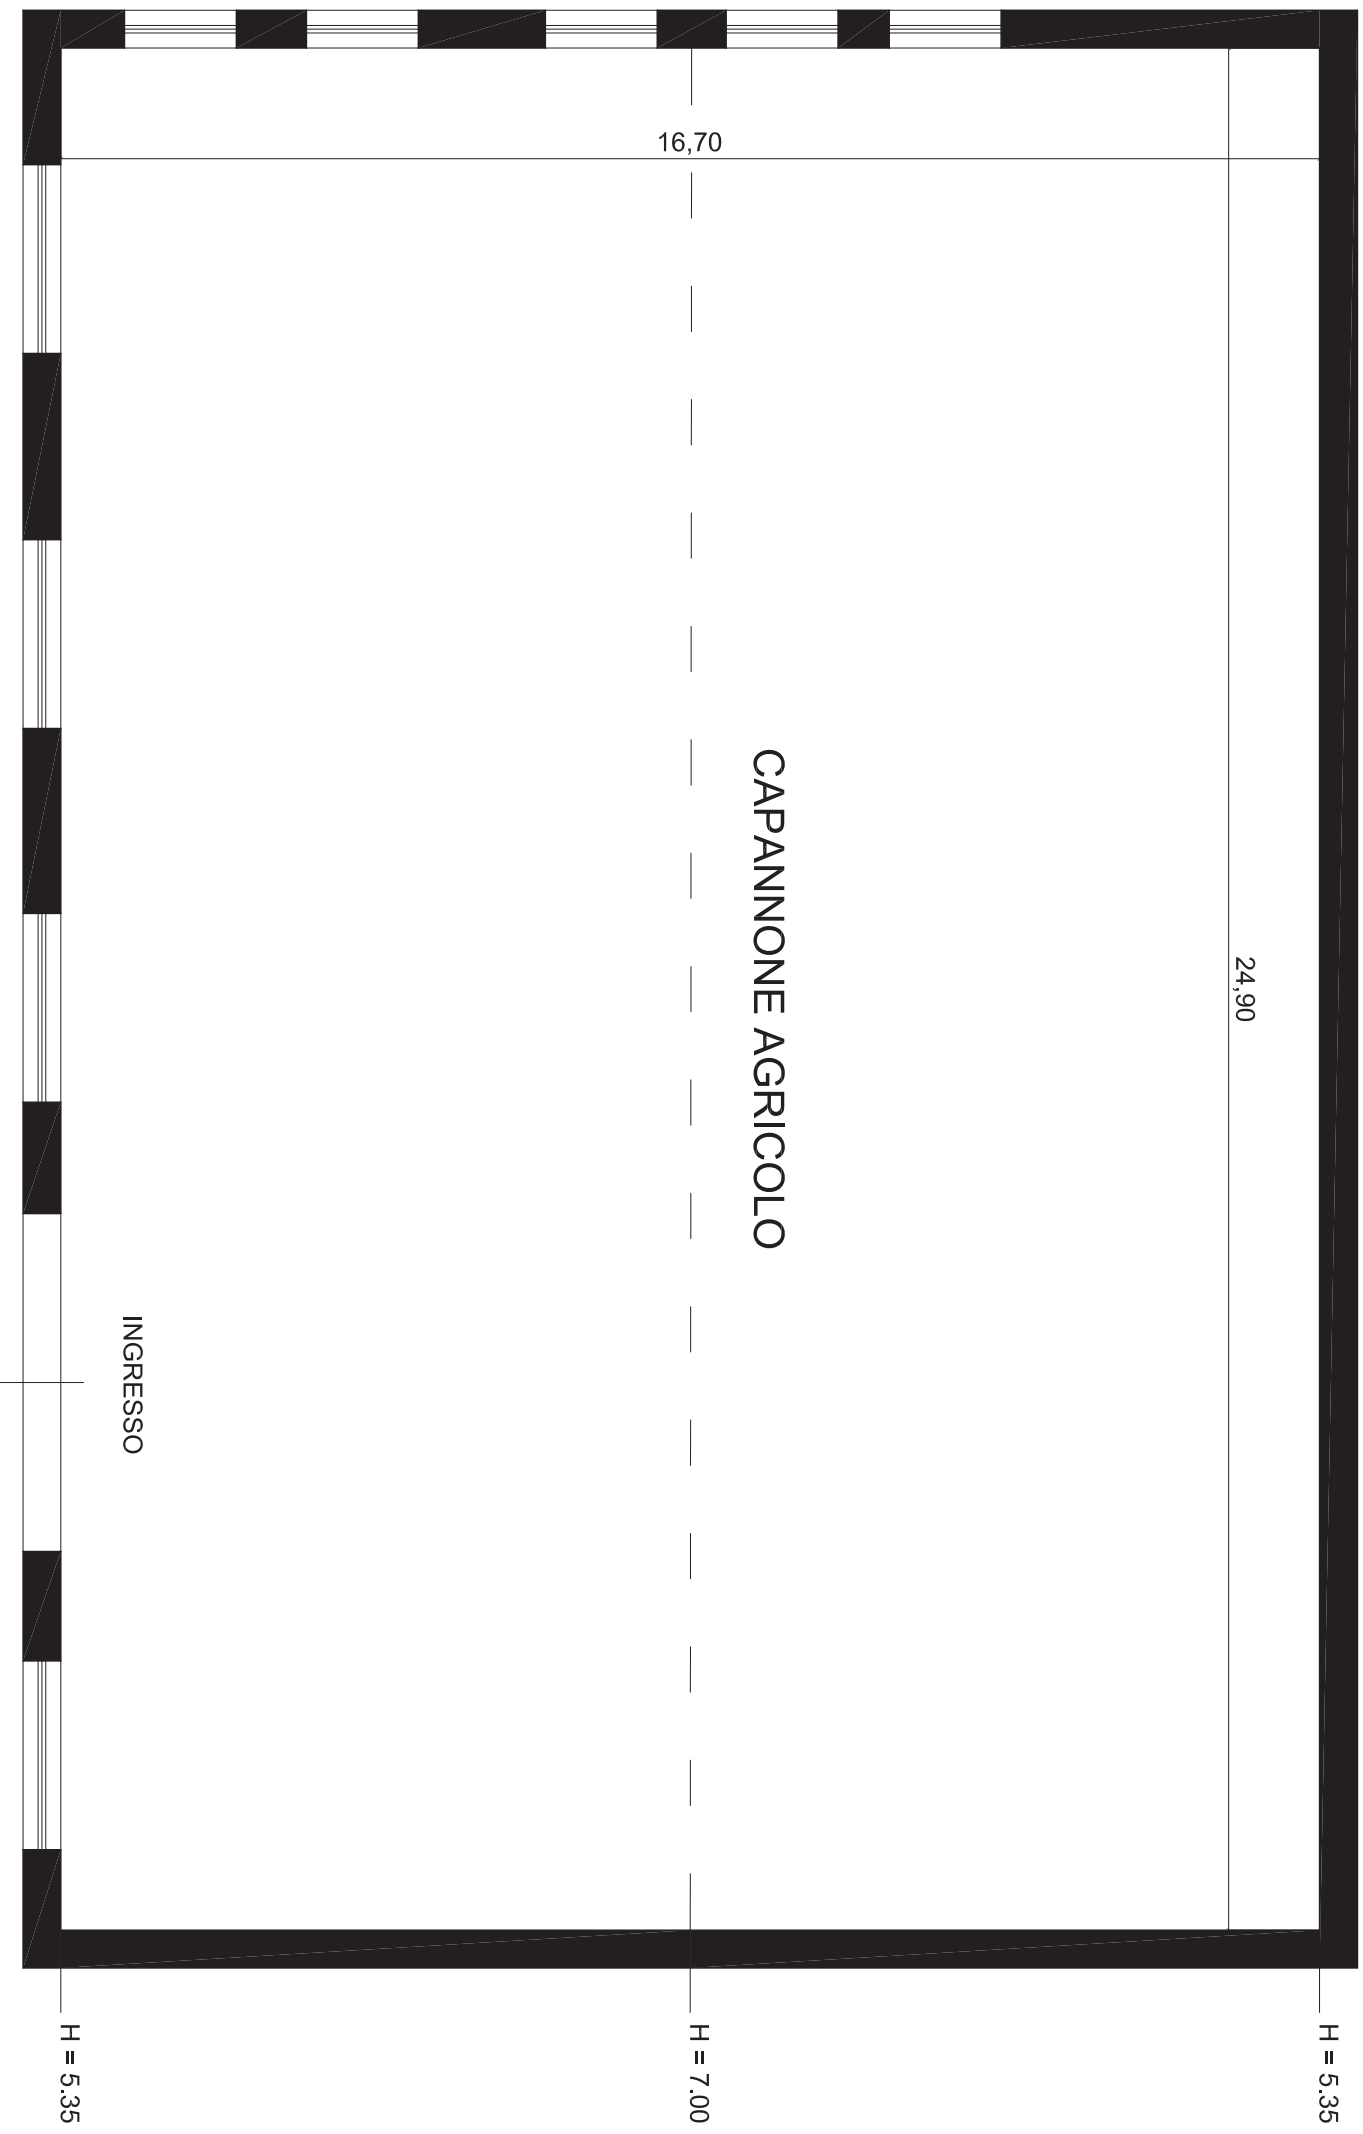 16,70
24,90
CAPANNONE AGRICOLO
INGRESSO
H = 5.35
H = 7.00
H = 5.35